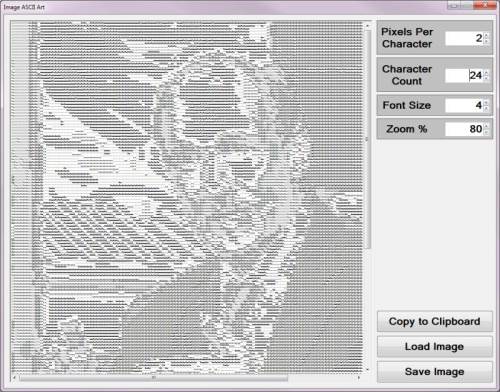 Image ASCII Art
Pixels Per
Character
2
Character
Count
24
Font Size
4
Zoom %
80
Copy to Clipboard
Load Image
Save Image